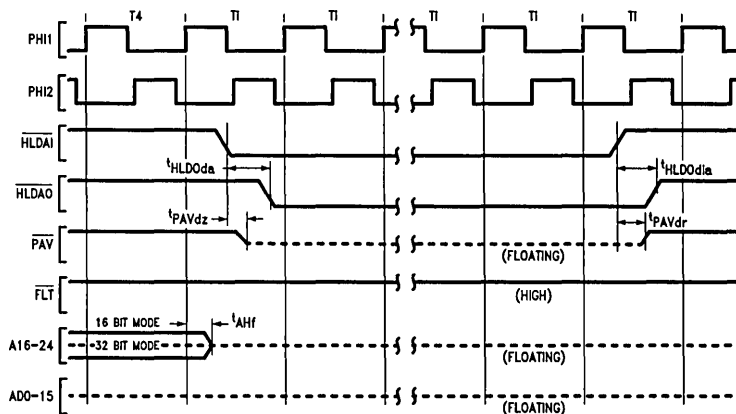 T4 Ti Ti Ti Ti Ti
PHI1
PHI2
HLDAI
tHLDOda tHLDOdia
HLDAO
tPAVdz tPAVdr
PAV
(FLOATING)
FLT
(HIGH)
16 BIT MODE tAHf
A16-24
32 BIT MODE
(FLOATING)
AD0-15
(FLOATING)